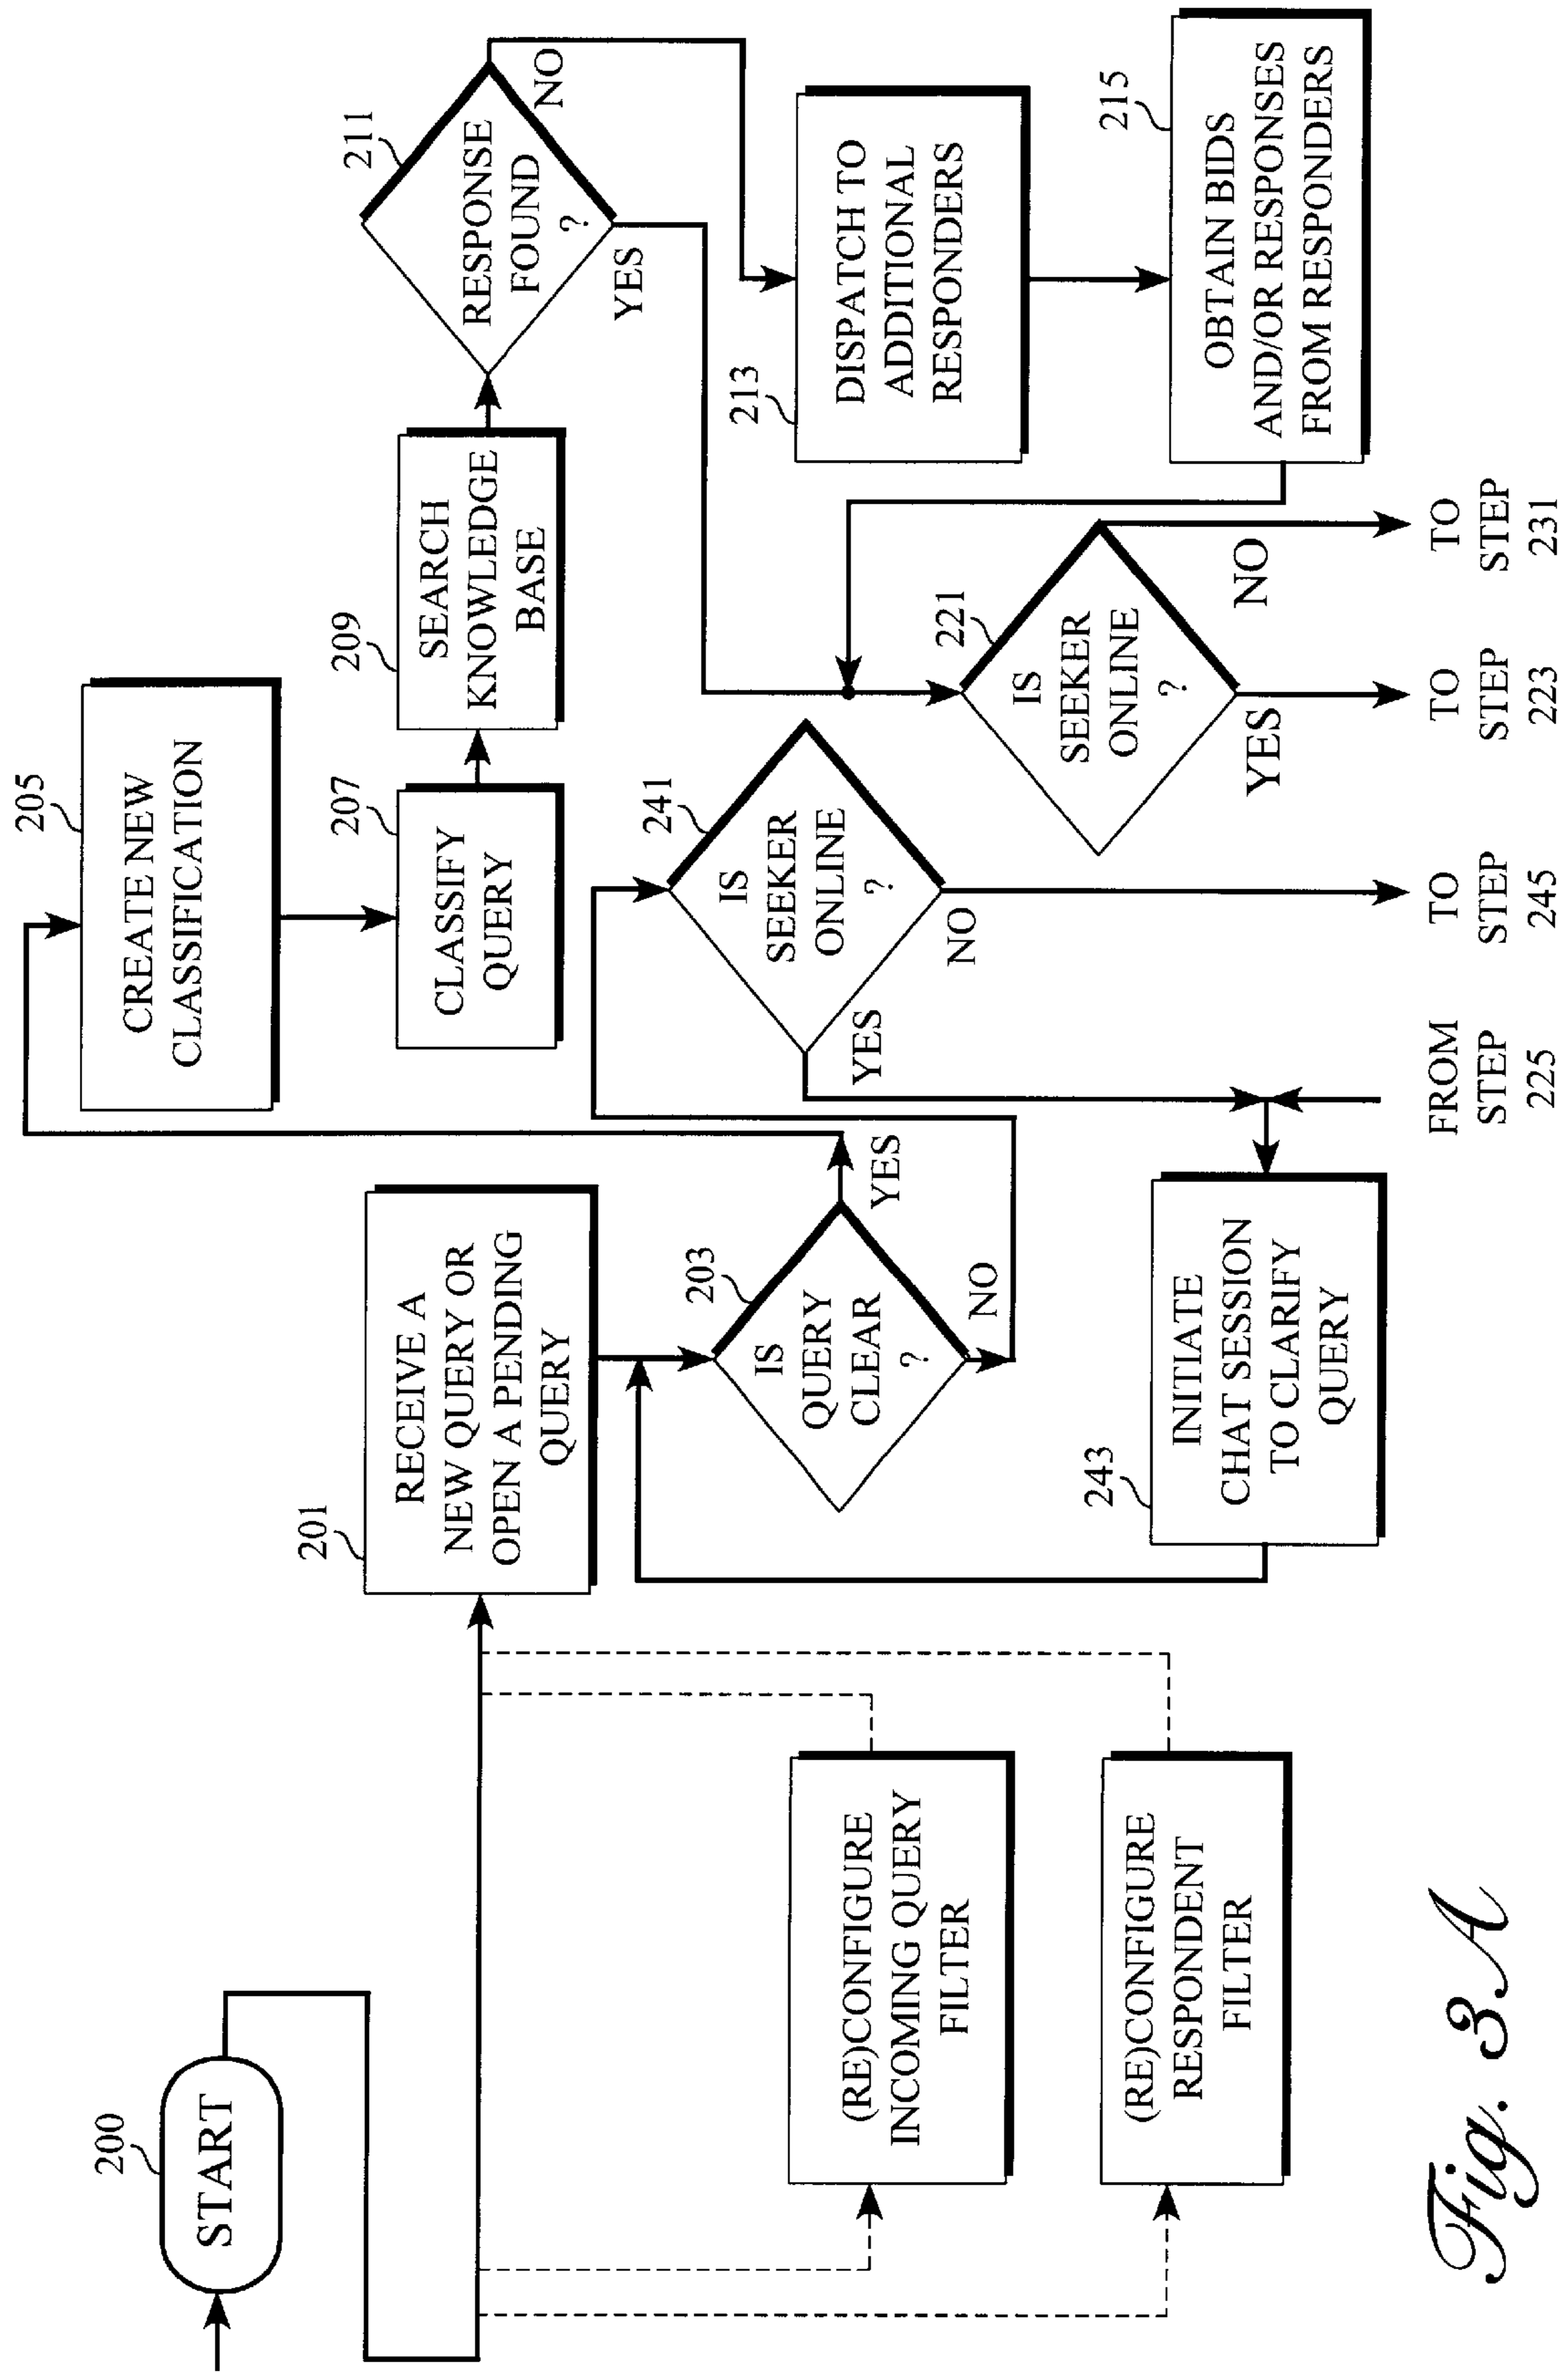 200
START
(RE)CONFIGURE
INCOMING QUERY
FILTER
(RE)CONFIGURE
RESPONDENT
FILTER
201
RECEIVE A
NEW QUERY OR
OPEN A PENDING
QUERY
203
IS
QUERY
CLEAR
?
YES
NO
243
INITIATE
CHAT SESSION
TO CLARIFY
QUERY
205
CREATE NEW
CLASSIFICATION
207
CLASSIFY
QUERY
209
SEARCH
KNOWLEDGE
BASE
211
RESPONSE
FOUND
?
NO
YES
213
DISPATCH TO
ADDITIONAL
RESPONDERS
215
OBTAIN BIDS
AND/OR RESPONSES
FROM RESPONDERS
241
IS
SEEKER
ONLINE
?
YES
NO
221
IS
SEEKER
ONLINE
?
YES
NO
FROM
STEP
225
TO
STEP
245
TO
STEP
223
TO
STEP
231
Fig. 3A